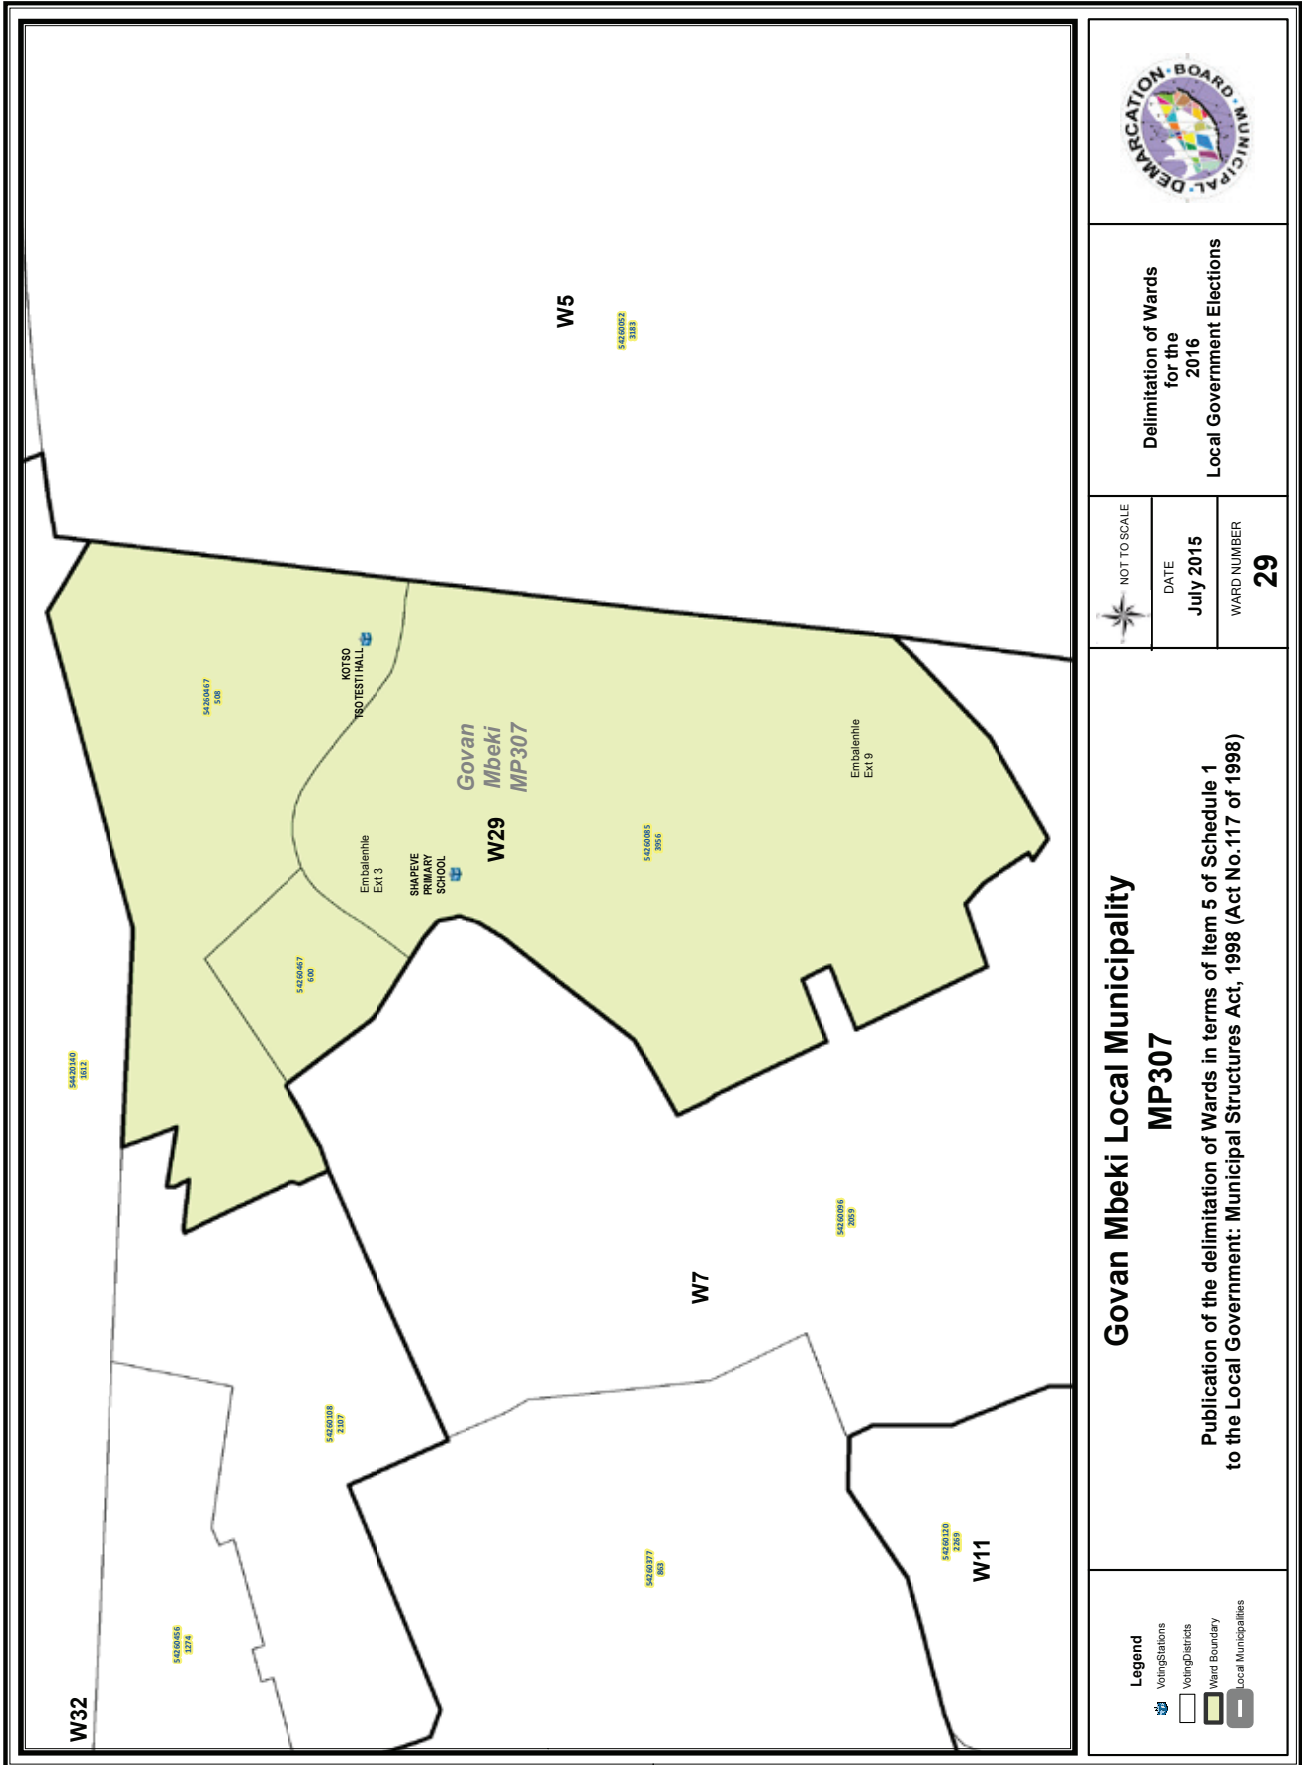 W32
54260456
1274
54420140
1612
54260108
2107
54260467
508
KOTSO
TSOTESTI HALL
54260467
600
Embalenhle
Ext 3
SHAPEVE
PRIMARY
SCHOOL
Govan
Mbeki
MP307
W29
W5
54260052
3183
54260085
3956
Embalenhle
Ext 9
W7
54260096
2059
54260377
863
54260120
2269
W11
Legend
VotingStations
VotingDistricts
Ward Boundary
Local Municipalities
Govan Mbeki Local Municipality
MP307
Publication of the delimitation of Wards in terms of Item 5 of Schedule 1
to the Local Government: Municipal Structures Act, 1998 (Act No.117 of 1998)
NOT TO SCALE
DATE
July 2015
WARD NUMBER
29
Delimitation of Wards
for the
2016
Local Government Elections
MUNICIPAL · DEMARCATION · BOARD